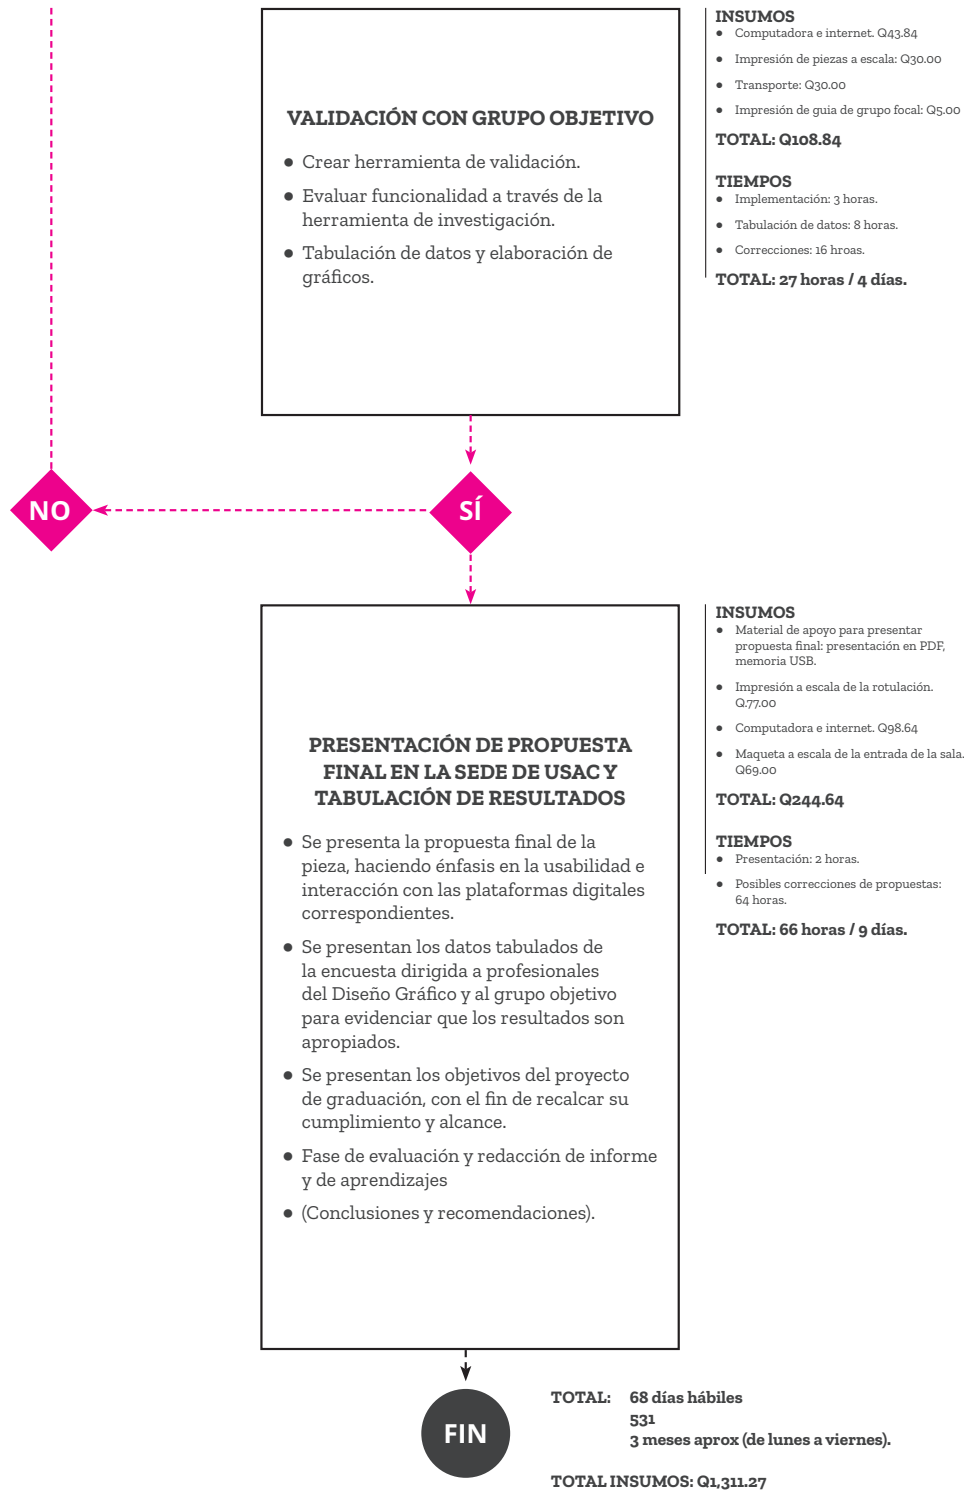 VALIDACIÓN CON GRUPO OBJETIVO
● Crear herramienta de validación.
● Evaluar funcionalidad a través de la
herramienta de investigación.
● Tabulación de datos y elaboración de
gráficos.
INSUMOS
● Computadora e internet. Q43.84
● Impresión de piezas a escala: Q30.00
● Transporte: Q30.00
● Impresión de guia de grupo focal: Q5.00
TOTAL: Q108.84
TIEMPOS
● Implementación: 3 horas.
● Tabulación de datos: 8 horas.
● Correcciones: 16 hroas.
TOTAL: 27 horas / 4 días.
NO
SÍ
PRESENTACIÓN DE PROPUESTA
FINAL EN LA SEDE DE USAC Y
TABULACIÓN DE RESULTADOS
● Se presenta la propuesta final de la
pieza, haciendo énfasis en la usabilidad e
interacción con las plataformas digitales
correspondientes.
● Se presentan los datos tabulados de
la encuesta dirigida a profesionales
del Diseño Gráfico y al grupo objetivo
para evidenciar que los resultados son
apropiados.
● Se presentan los objetivos del proyecto
de graduación, con el fin de recalcar su
cumplimiento y alcance.
● Fase de evaluación y redacción de informe
y de aprendizajes
● (Conclusiones y recomendaciones).
INSUMOS
● Material de apoyo para presentar
propuesta final: presentación en PDF,
memoria USB.
● Impresión a escala de la rotulación.
Q.77.00
● Computadora e internet. Q98.64
● Maqueta a escala de la entrada de la sala.
Q69.00
TOTAL: Q244.64
TIEMPOS
● Presentación: 2 horas.
● Posibles correcciones de propuestas:
64 horas.
TOTAL: 66 horas / 9 días.
FIN
TOTAL: 68 días hábiles
531
3 meses aprox (de lunes a viernes).
TOTAL INSUMOS: Q1,311.27